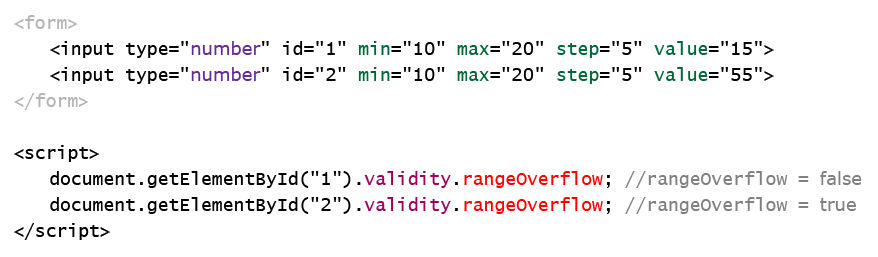 <form>
<input type="number" id="1" min="10" max="20" step="5" value="15">
<input type="number" id="2" min="10" max="20" step="5" value="55">
</form>
<script>
document.getElementById("1").validity.rangeOverflow; //rangeOverflow = false
document.getElementById("2").validity.rangeOverflow; //rangeOverflow = true
</script>